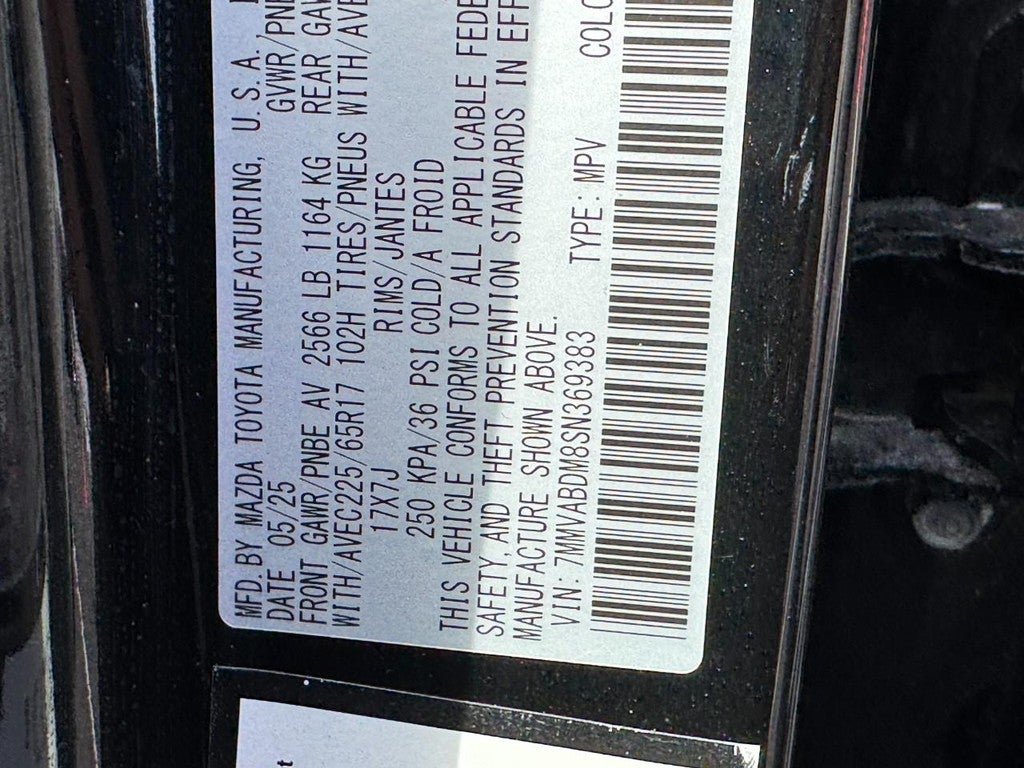 MFD. BY MAZDA TOYOTA MANUFACTURING, U.S.A.
DATE 05/25 GVWR/PN
FRONT GAWR/PNBE AV 2566 LB 1164 KG REAR GAW
WITH/AVEC225/65R17 102H TIRES/PNEUS WITH/AVE
17X7J RIMS/JANTES
250 KPA/36 PSI COLD/A FROID
THIS VEHICLE CONFORMS TO ALL APPLICABLE FEDE
SAFETY, AND THEFT PREVENTION STANDARDS IN EFF
MANUFACTURE SHOWN ABOVE.
VIN: 7MMVABDM8SN369383 TYPE: MPV COLO
t